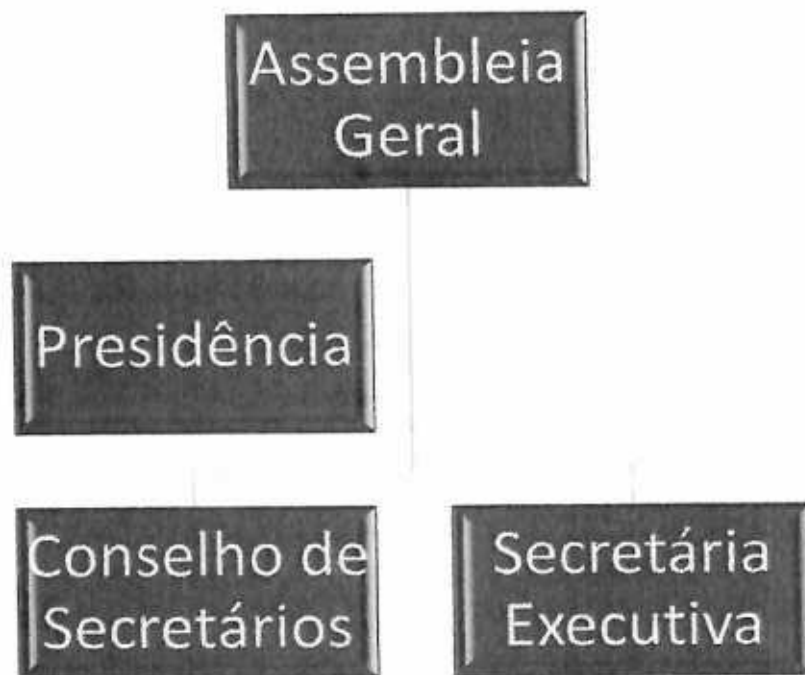 Assembleia
Geral
Presidência
Conselho de
Secretários
Secretária
Executiva